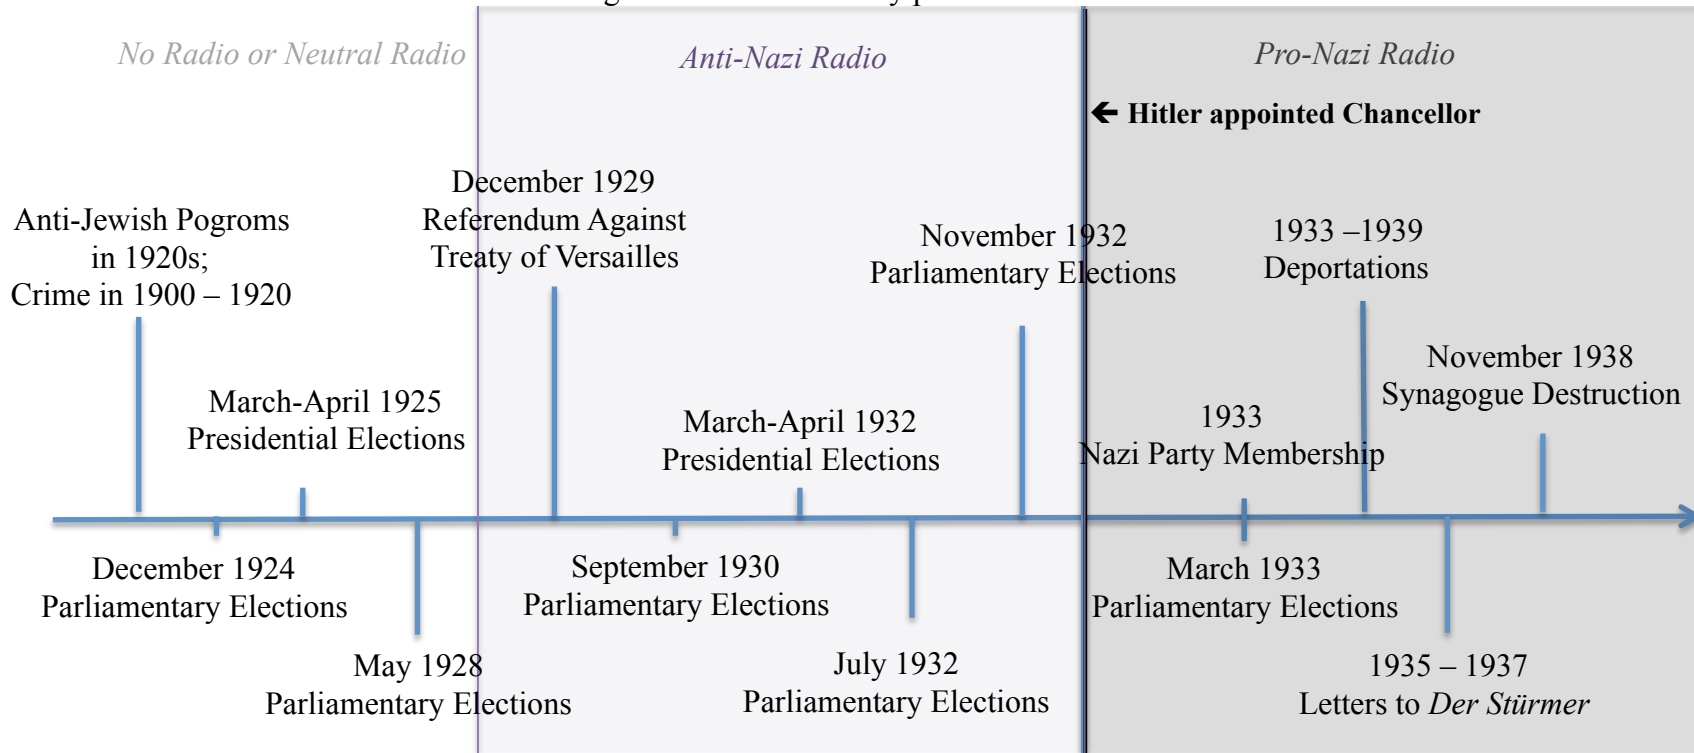 No Radio or Neutral Radio
Anti-Nazi Radio
Pro-Nazi Radio
← Hitler appointed Chancellor
Anti-Jewish Pogroms
in 1920s;
Crime in 1900 – 1920
December 1929
Referendum Against
Treaty of Versailles
November 1932
Parliamentary Elections
1933 –1939
Deportations
March-April 1925
Presidential Elections
March-April 1932
Presidential Elections
1933
Nazi Party Membership
November 1938
Synagogue Destruction
December 1924
Parliamentary Elections
May 1928
Parliamentary Elections
September 1930
Parliamentary Elections
July 1932
Parliamentary Elections
March 1933
Parliamentary Elections
1935 – 1937
Letters to Der Stürmer